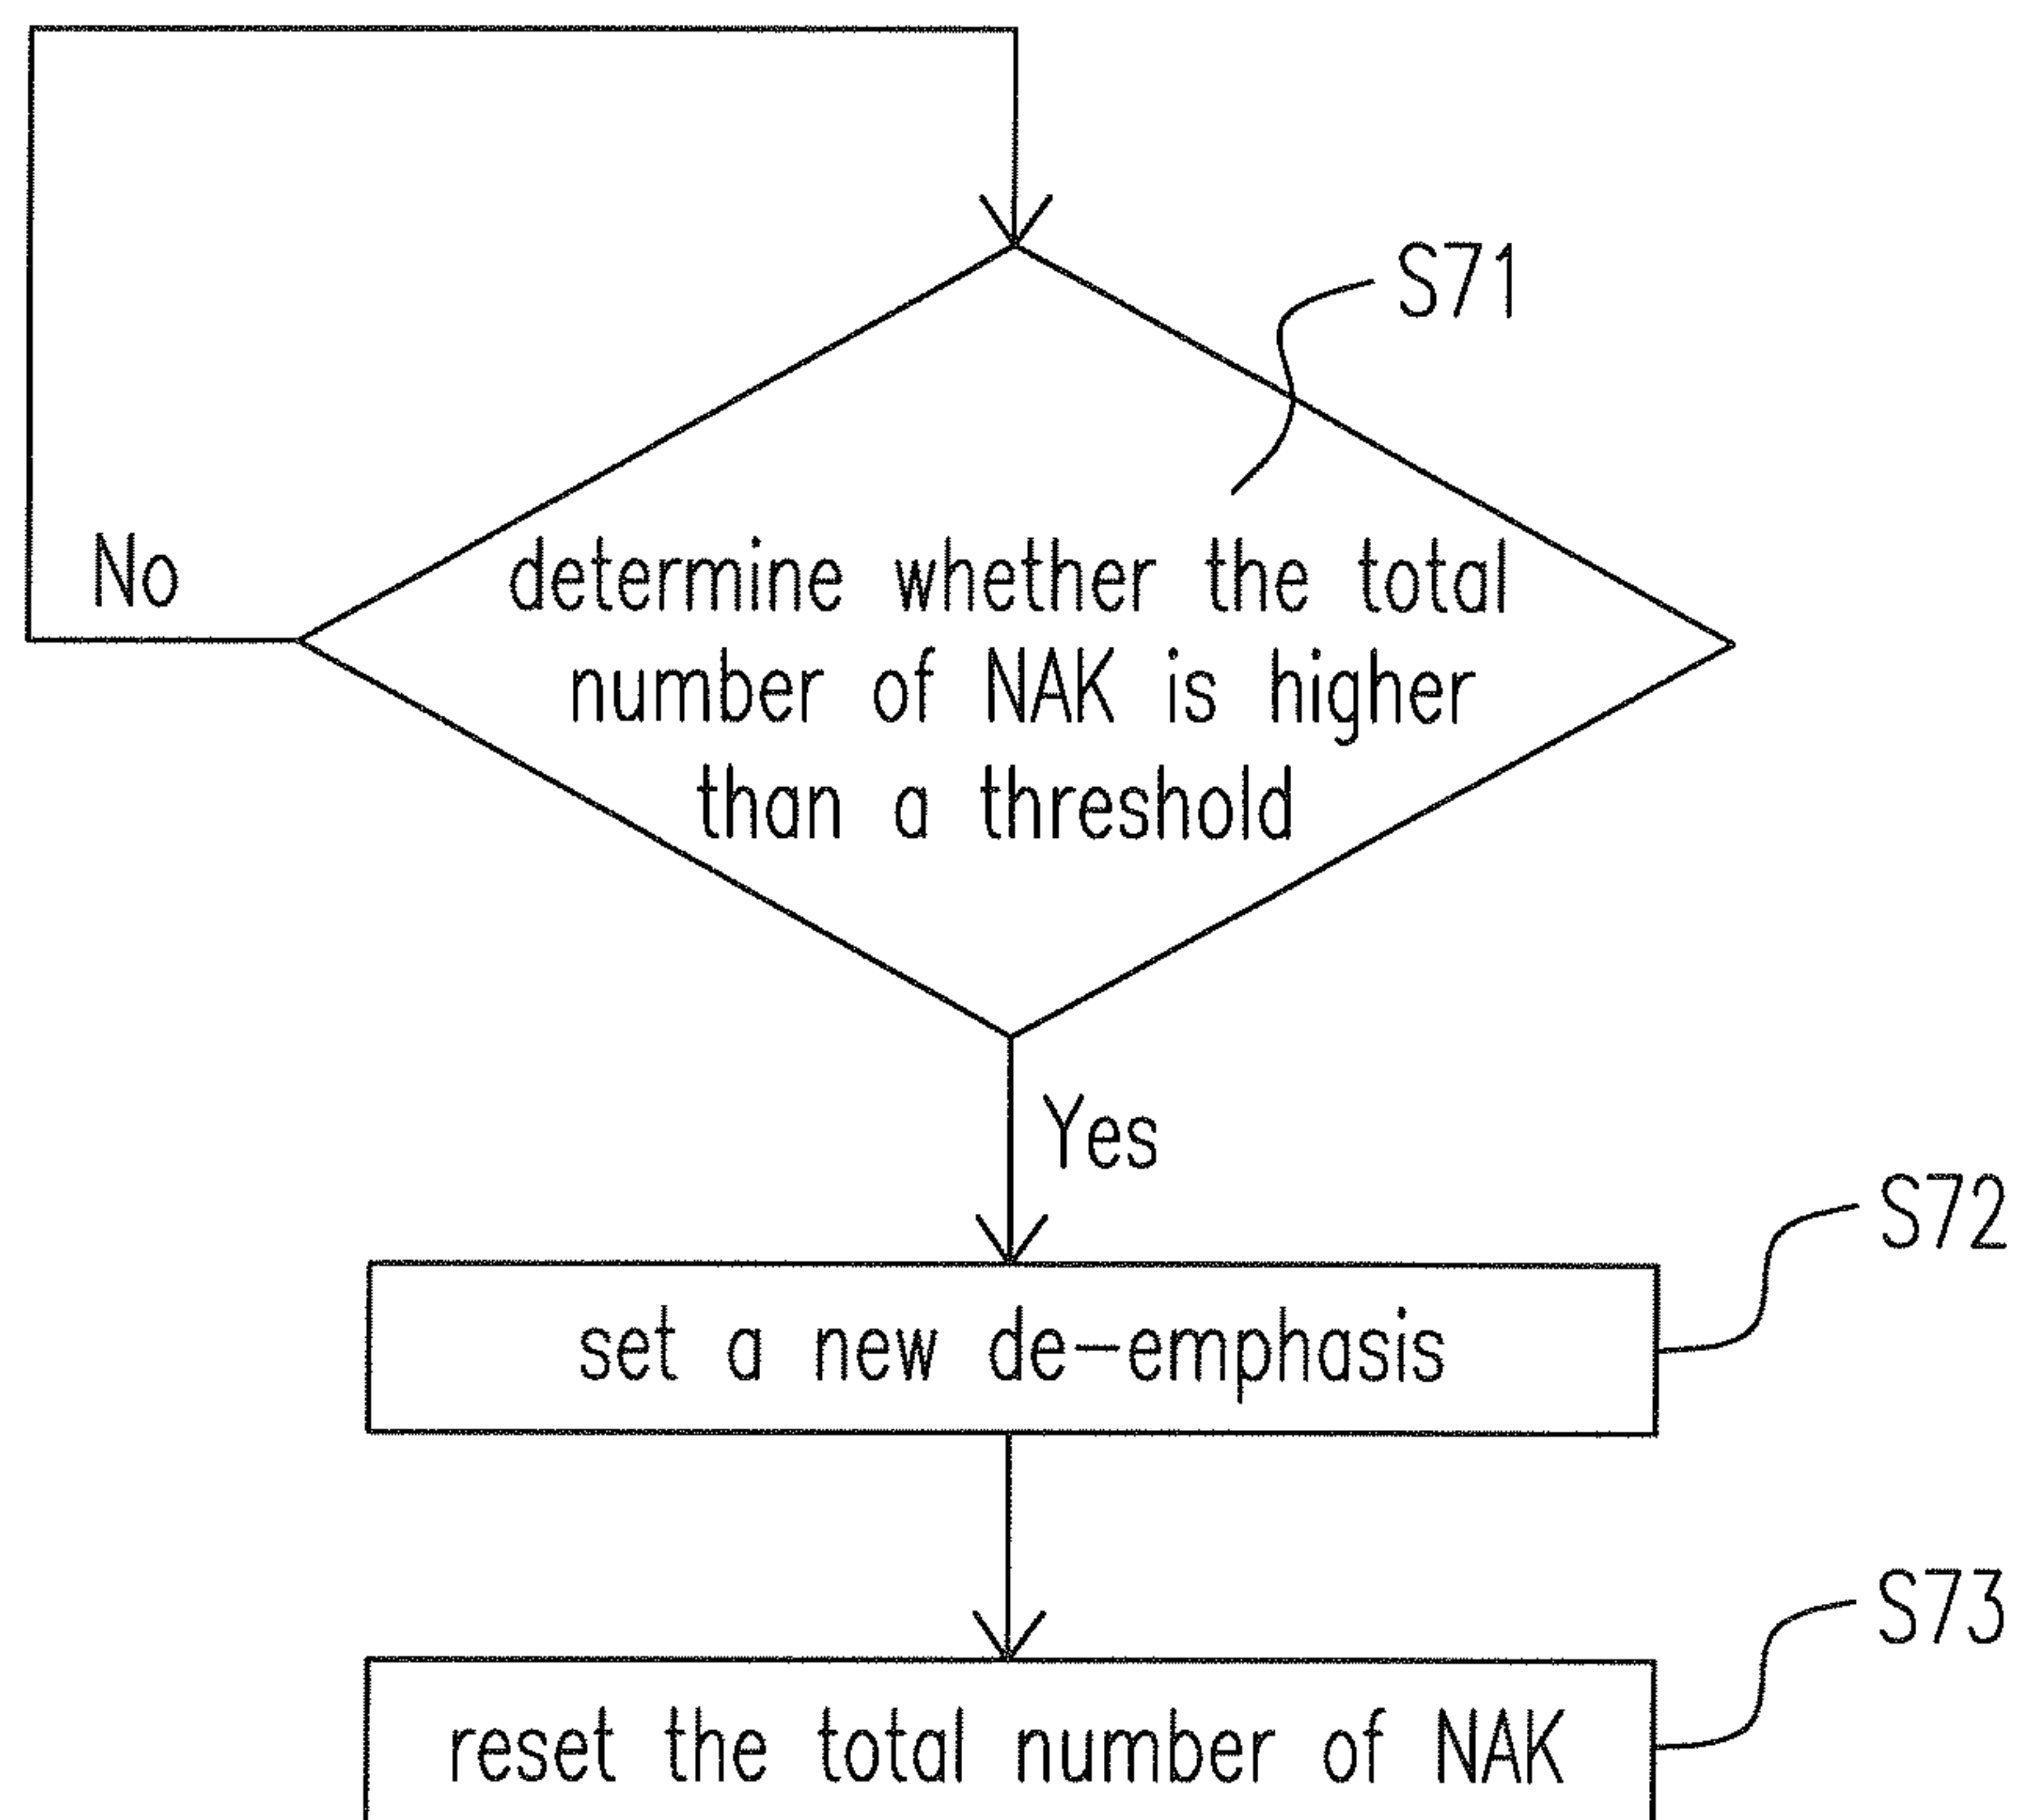 S71
No
determine whether the total
number of NAK is higher
than a threshold
Yes
S72
set a new de-emphasis
S73
reset the total number of NAK